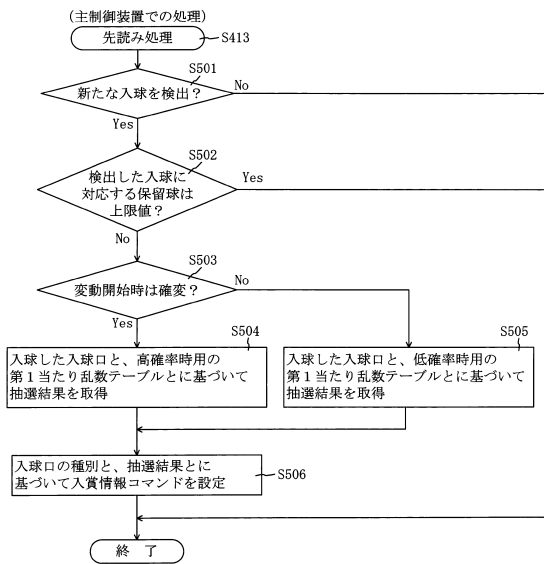 (主制御装置での処理)
先読み処理
S413
S501
新たな入球を検出？
No
Yes
S502
検出した入球に
対応する保留球は
上限値？
Yes
No
S503
変動開始時は確変？
No
Yes
S504
入球した入球口と、高確率時用の
第１当たり乱数テーブルとに基づいて
抽選結果を取得
S505
入球した入球口と、低確率時用の
第１当たり乱数テーブルとに基づいて
抽選結果を取得
入球口の種別と、抽選結果とに
基づいて入賞情報コマンドを設定
S506
終 了